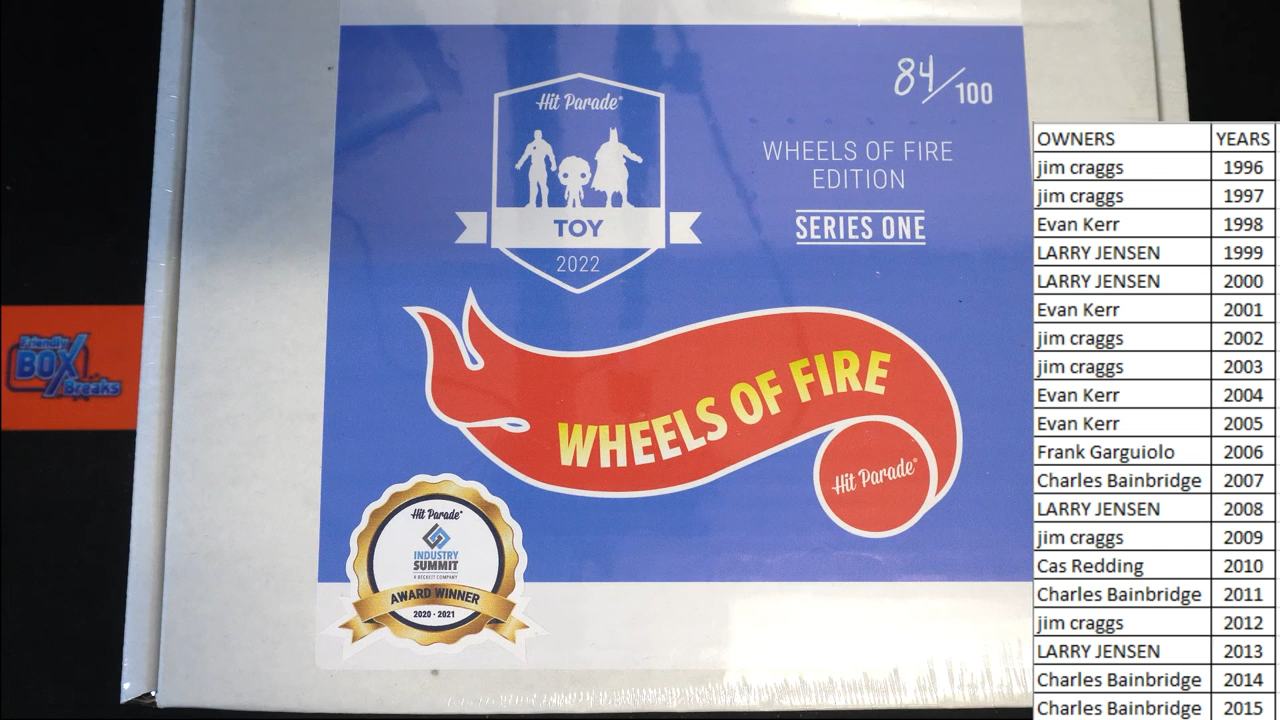 84/100
Hit Parade®
TOY
2022
WHEELS OF FIRE
EDITION
SERIES ONE
WHEELS OF FIRE
Hit Parade®
Hit Parade®
INDUSTRY
SUMMIT
A BECKETT COMPANY
AWARD WINNER
2020 - 2021
Friendly
BOX
Breaks
OWNERS YEARS
jim craggs 1996
jim craggs 1997
Evan Kerr 1998
LARRY JENSEN 1999
LARRY JENSEN 2000
Evan Kerr 2001
jim craggs 2002
jim craggs 2003
Evan Kerr 2004
Evan Kerr 2005
Frank Garguiolo 2006
Charles Bainbridge 2007
LARRY JENSEN 2008
jim craggs 2009
Cas Redding 2010
Charles Bainbridge 2011
jim craggs 2012
LARRY JENSEN 2013
Charles Bainbridge 2014
Charles Bainbridge 2015